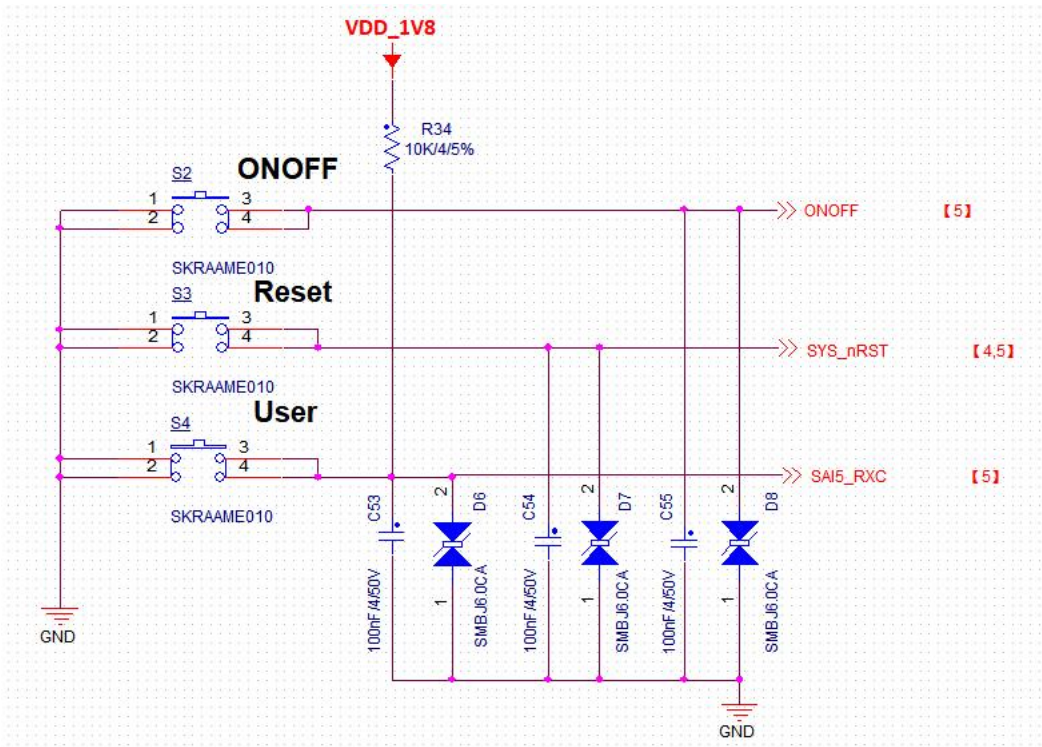 VDD_1V8
R34
10K/4/5%
S2
ONOFF
1
2
3
4
ONOFF
【5】
SKRAAME010
S3
Reset
1
2
3
4
SYS_nRST
【4,5】
SKRAAME010
S4
User
1
2
3
4
SAI5_RXC
【5】
SKRAAME010
C53
100nF/4/50V
2
1
D6
SMBJ6.0CA
C54
100nF/4/50V
2
1
D7
SMBJ6.0CA
C55
100nF/4/50V
2
1
D8
SMBJ6.0CA
GND
GND